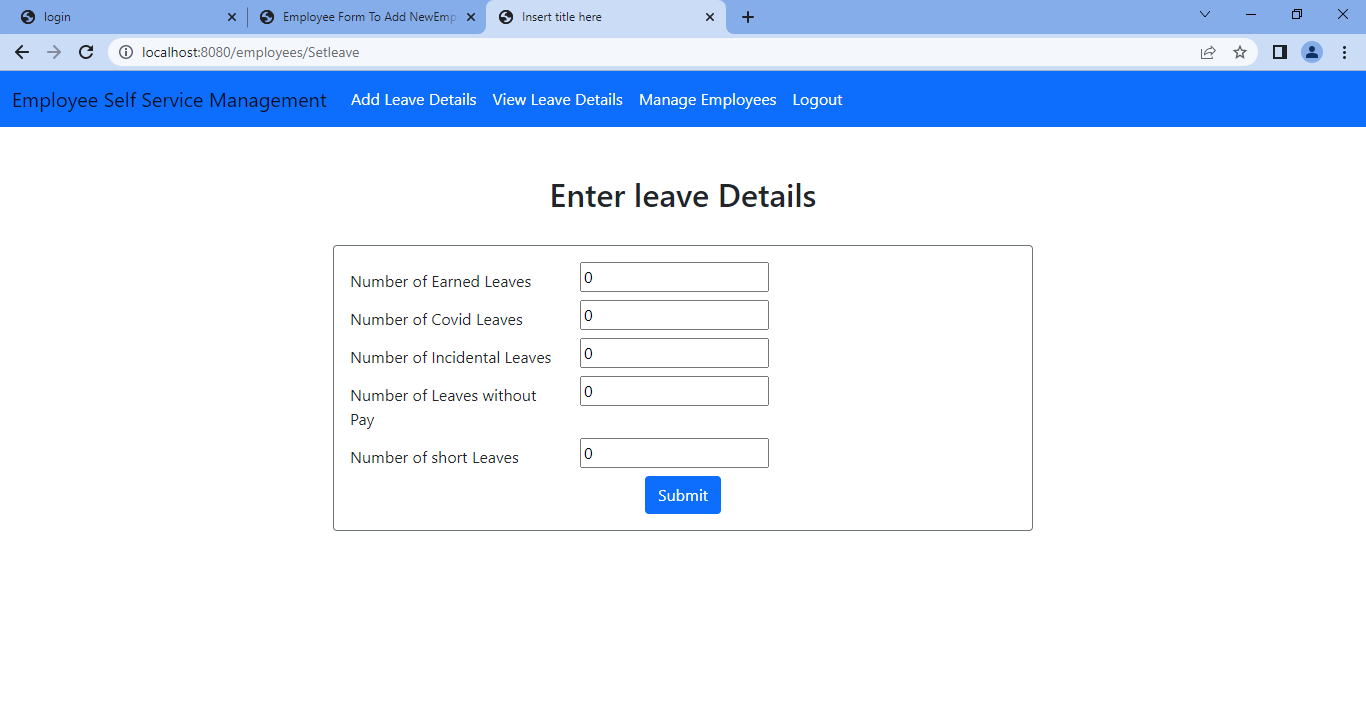 login
Employee Form To Add NewEmp
Insert title here
localhost:8080/employees/Setleave
Employee Self Service Management Add Leave Details View Leave Details Manage Employees Logout
Enter leave Details
Number of Earned Leaves 0
Number of Covid Leaves 0
Number of Incidental Leaves 0
Number of Leaves without 0
Pay
Number of short Leaves 0
Submit